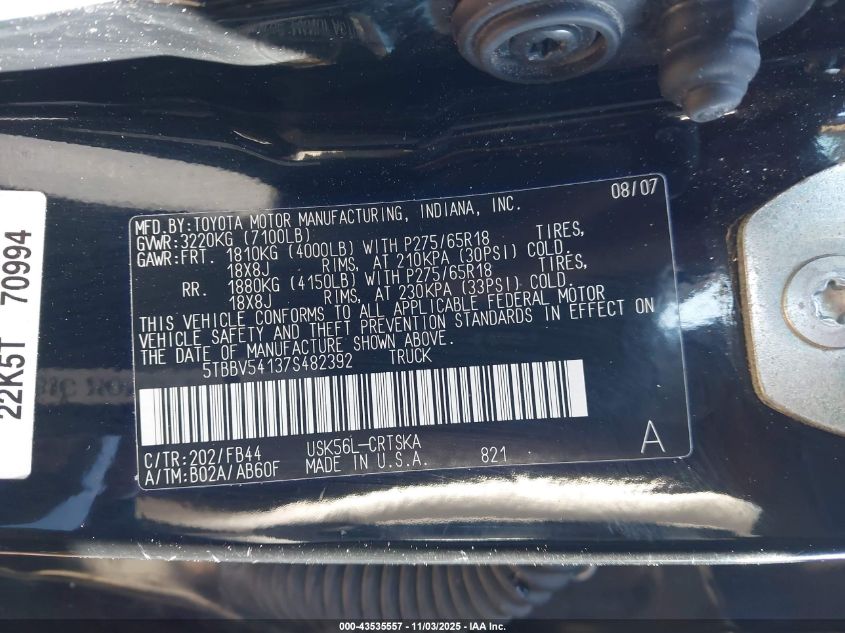 08/07
MFD.BY:TOYOTA MOTOR MANUFACTURING, INDIANA, INC.
GVWR:3220KG (7100LB)
GAWR:FRT. 1810KG (4000LB) WITH P275/65R18 TIRES,
18X8J RIMS, AT 210KPA (30PSI) COLD.
RR. 1880KG (4150LB) WITH P275/65R18 TIRES,
18X8J RIMS, AT 230KPA (33PSI) COLD.
THIS VEHICLE CONFORMS TO ALL APPLICABLE FEDERAL MOTOR
VEHICLE SAFETY AND THEFT PREVENTION STANDARDS IN EFFECT ON
THE DATE OF MANUFACTURE SHOWN ABOVE.
5TBBV54137S482392 TRUCK
C/TR:202/FB44 USK56L-CRTSKA
A/TM:B02A/AB60F MADE IN U.S.A. 821 A
22K5T 70994
000-43535557 - 11/03/2025 - IAA Inc.